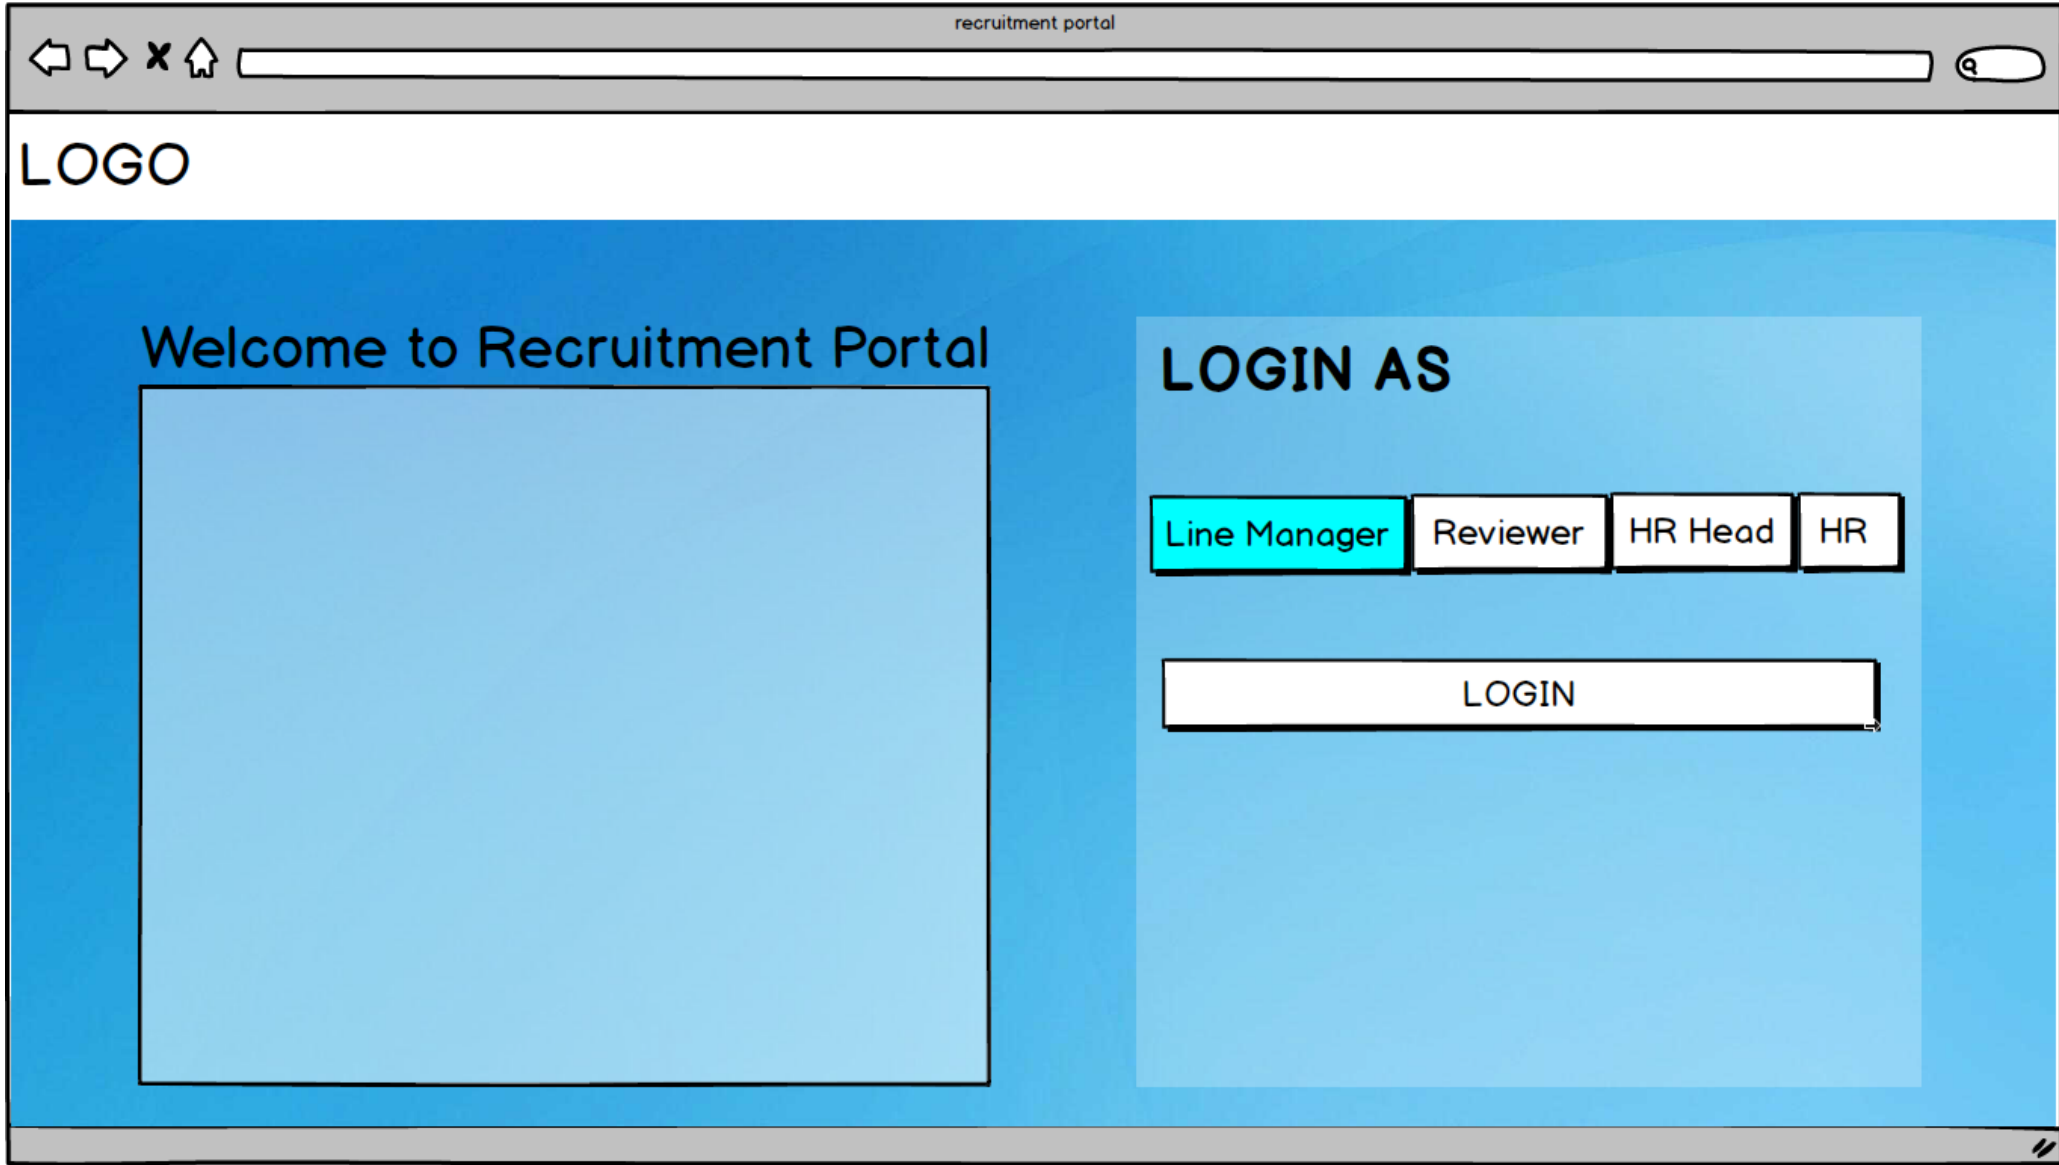 recruitment portal
LOGO
Welcome to Recruitment Portal
LOGIN AS
Line Manager Reviewer HR Head HR
LOGIN